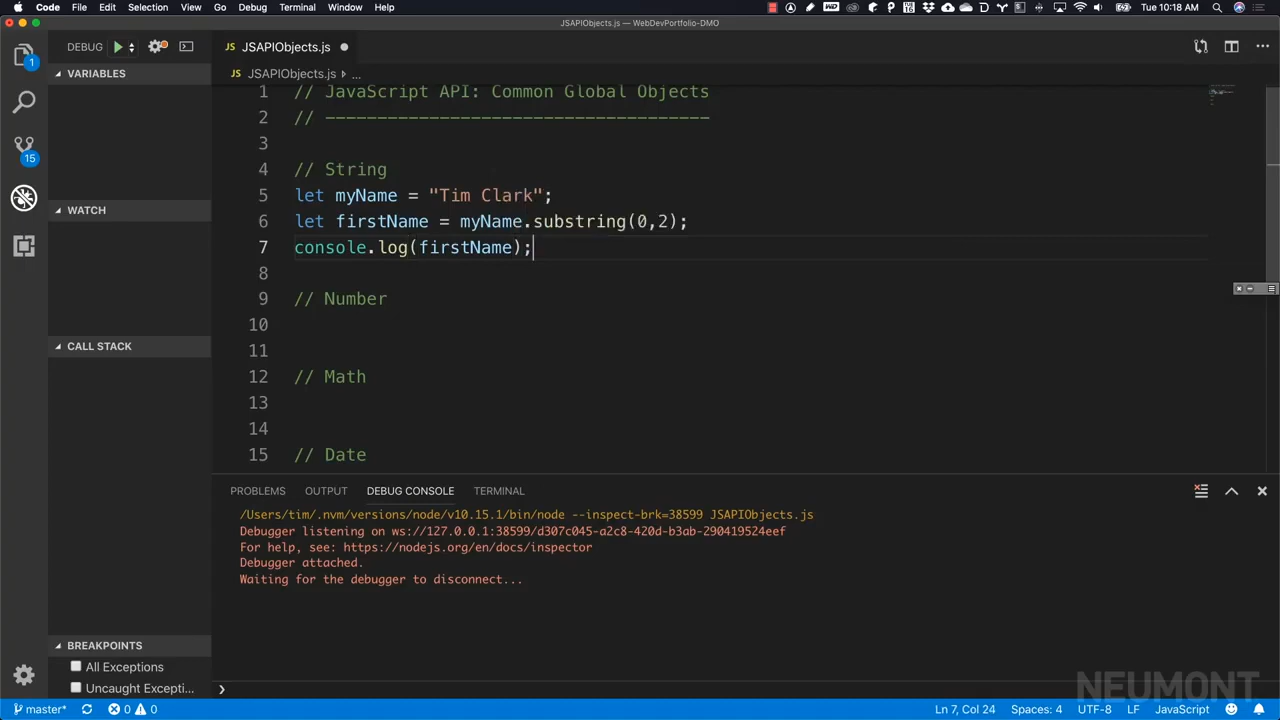 Code File Edit Selection View Go Debug Terminal Window Help
Tue 10:18 AM
JSAPIObjects.js — WebDevPortfolio-DMO
DEBUG
JS JSAPIObjects.js
JS JSAPIObjects.js ...
1
15
VARIABLES
WATCH
CALL STACK
BREAKPOINTS
All Exceptions
Uncaught Excepti...
1 // JavaScript API: Common Global Objects
2 // -------------------------------------
3
4 // String
5 let myName = "Tim Clark";
6 let firstName = myName.substring(0,2);
7 console.log(firstName);
8
9 // Number
10
11
12 // Math
13
14
15 // Date
PROBLEMS OUTPUT DEBUG CONSOLE TERMINAL
/Users/tim/.nvm/versions/node/v10.15.1/bin/node --inspect-brk=38599 JSAPIObjects.js
Debugger listening on ws://127.0.0.1:38599/d307c045-a2c8-420d-b3ab-290419524eef
For help, see: https://nodejs.org/en/docs/inspector
Debugger attached.
Waiting for the debugger to disconnect...
NEUMONT
master* 0 0 Ln 7, Col 24 Spaces: 4 UTF-8 LF JavaScript